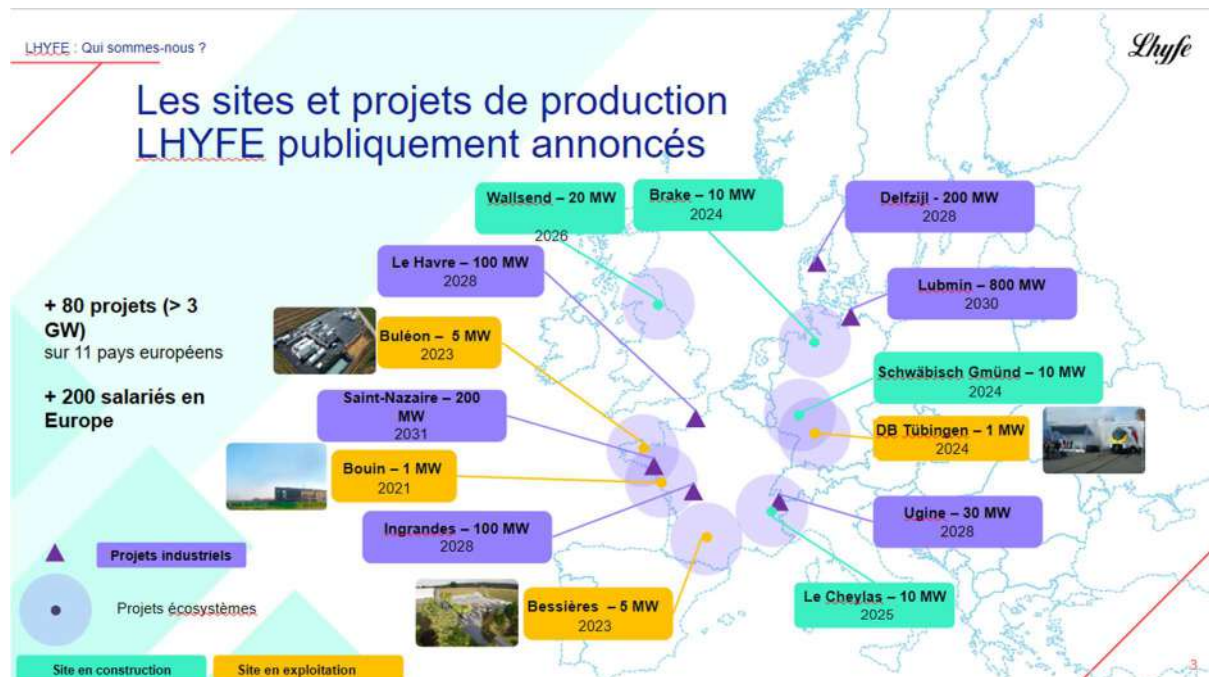 LHYFE : Qui sommes-nous ?
Lhyfe
Les sites et projets de production
LHYFE publiquement annoncés
Wallsend – 20 MW
2026
Brake – 10 MW
2024
Delfzijl - 200 MW
2028
Le Havre – 100 MW
2028
Lubmin – 800 MW
2030
+ 80 projets (> 3
GW)
sur 11 pays européens
+ 200 salariés en
Europe
Buléon – 5 MW
2023
Schwäbisch Gmünd – 10 MW
2024
Saint-Nazaire – 200
MW
2031
DB Tübingen – 1 MW
2024
Bouin – 1 MW
2021
Ingrandes – 100 MW
2028
Ugine – 30 MW
2028
Projets industriels
Projets écosystèmes
Bessières – 5 MW
2023
Le Cheylas – 10 MW
2025
Site en construction
Site en exploitation
3